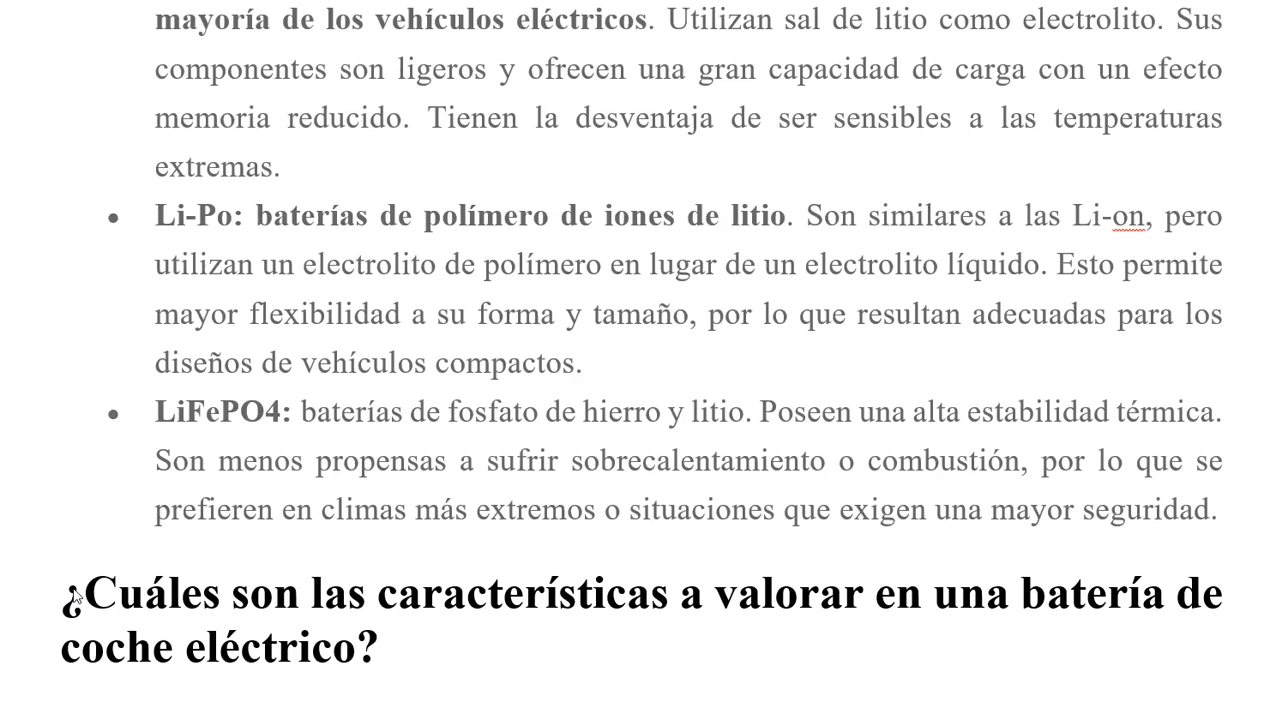 mayoría de los vehículos eléctricos. Utilizan sal de litio como electrolito. Sus
componentes son ligeros y ofrecen una gran capacidad de carga con un efecto
memoria reducido. Tienen la desventaja de ser sensibles a las temperaturas
extremas.
• Li-Po: baterías de polímero de iones de litio. Son similares a las Li-on, pero
utilizan un electrolito de polímero en lugar de un electrolito líquido. Esto permite
mayor flexibilidad a su forma y tamaño, por lo que resultan adecuadas para los
diseños de vehículos compactos.
• LiFePO4: baterías de fosfato de hierro y litio. Poseen una alta estabilidad térmica.
Son menos propensas a sufrir sobrecalentamiento o combustión, por lo que se
prefieren en climas más extremos o situaciones que exigen una mayor seguridad.
¿Cuáles son las características a valorar en una batería de
coche eléctrico?